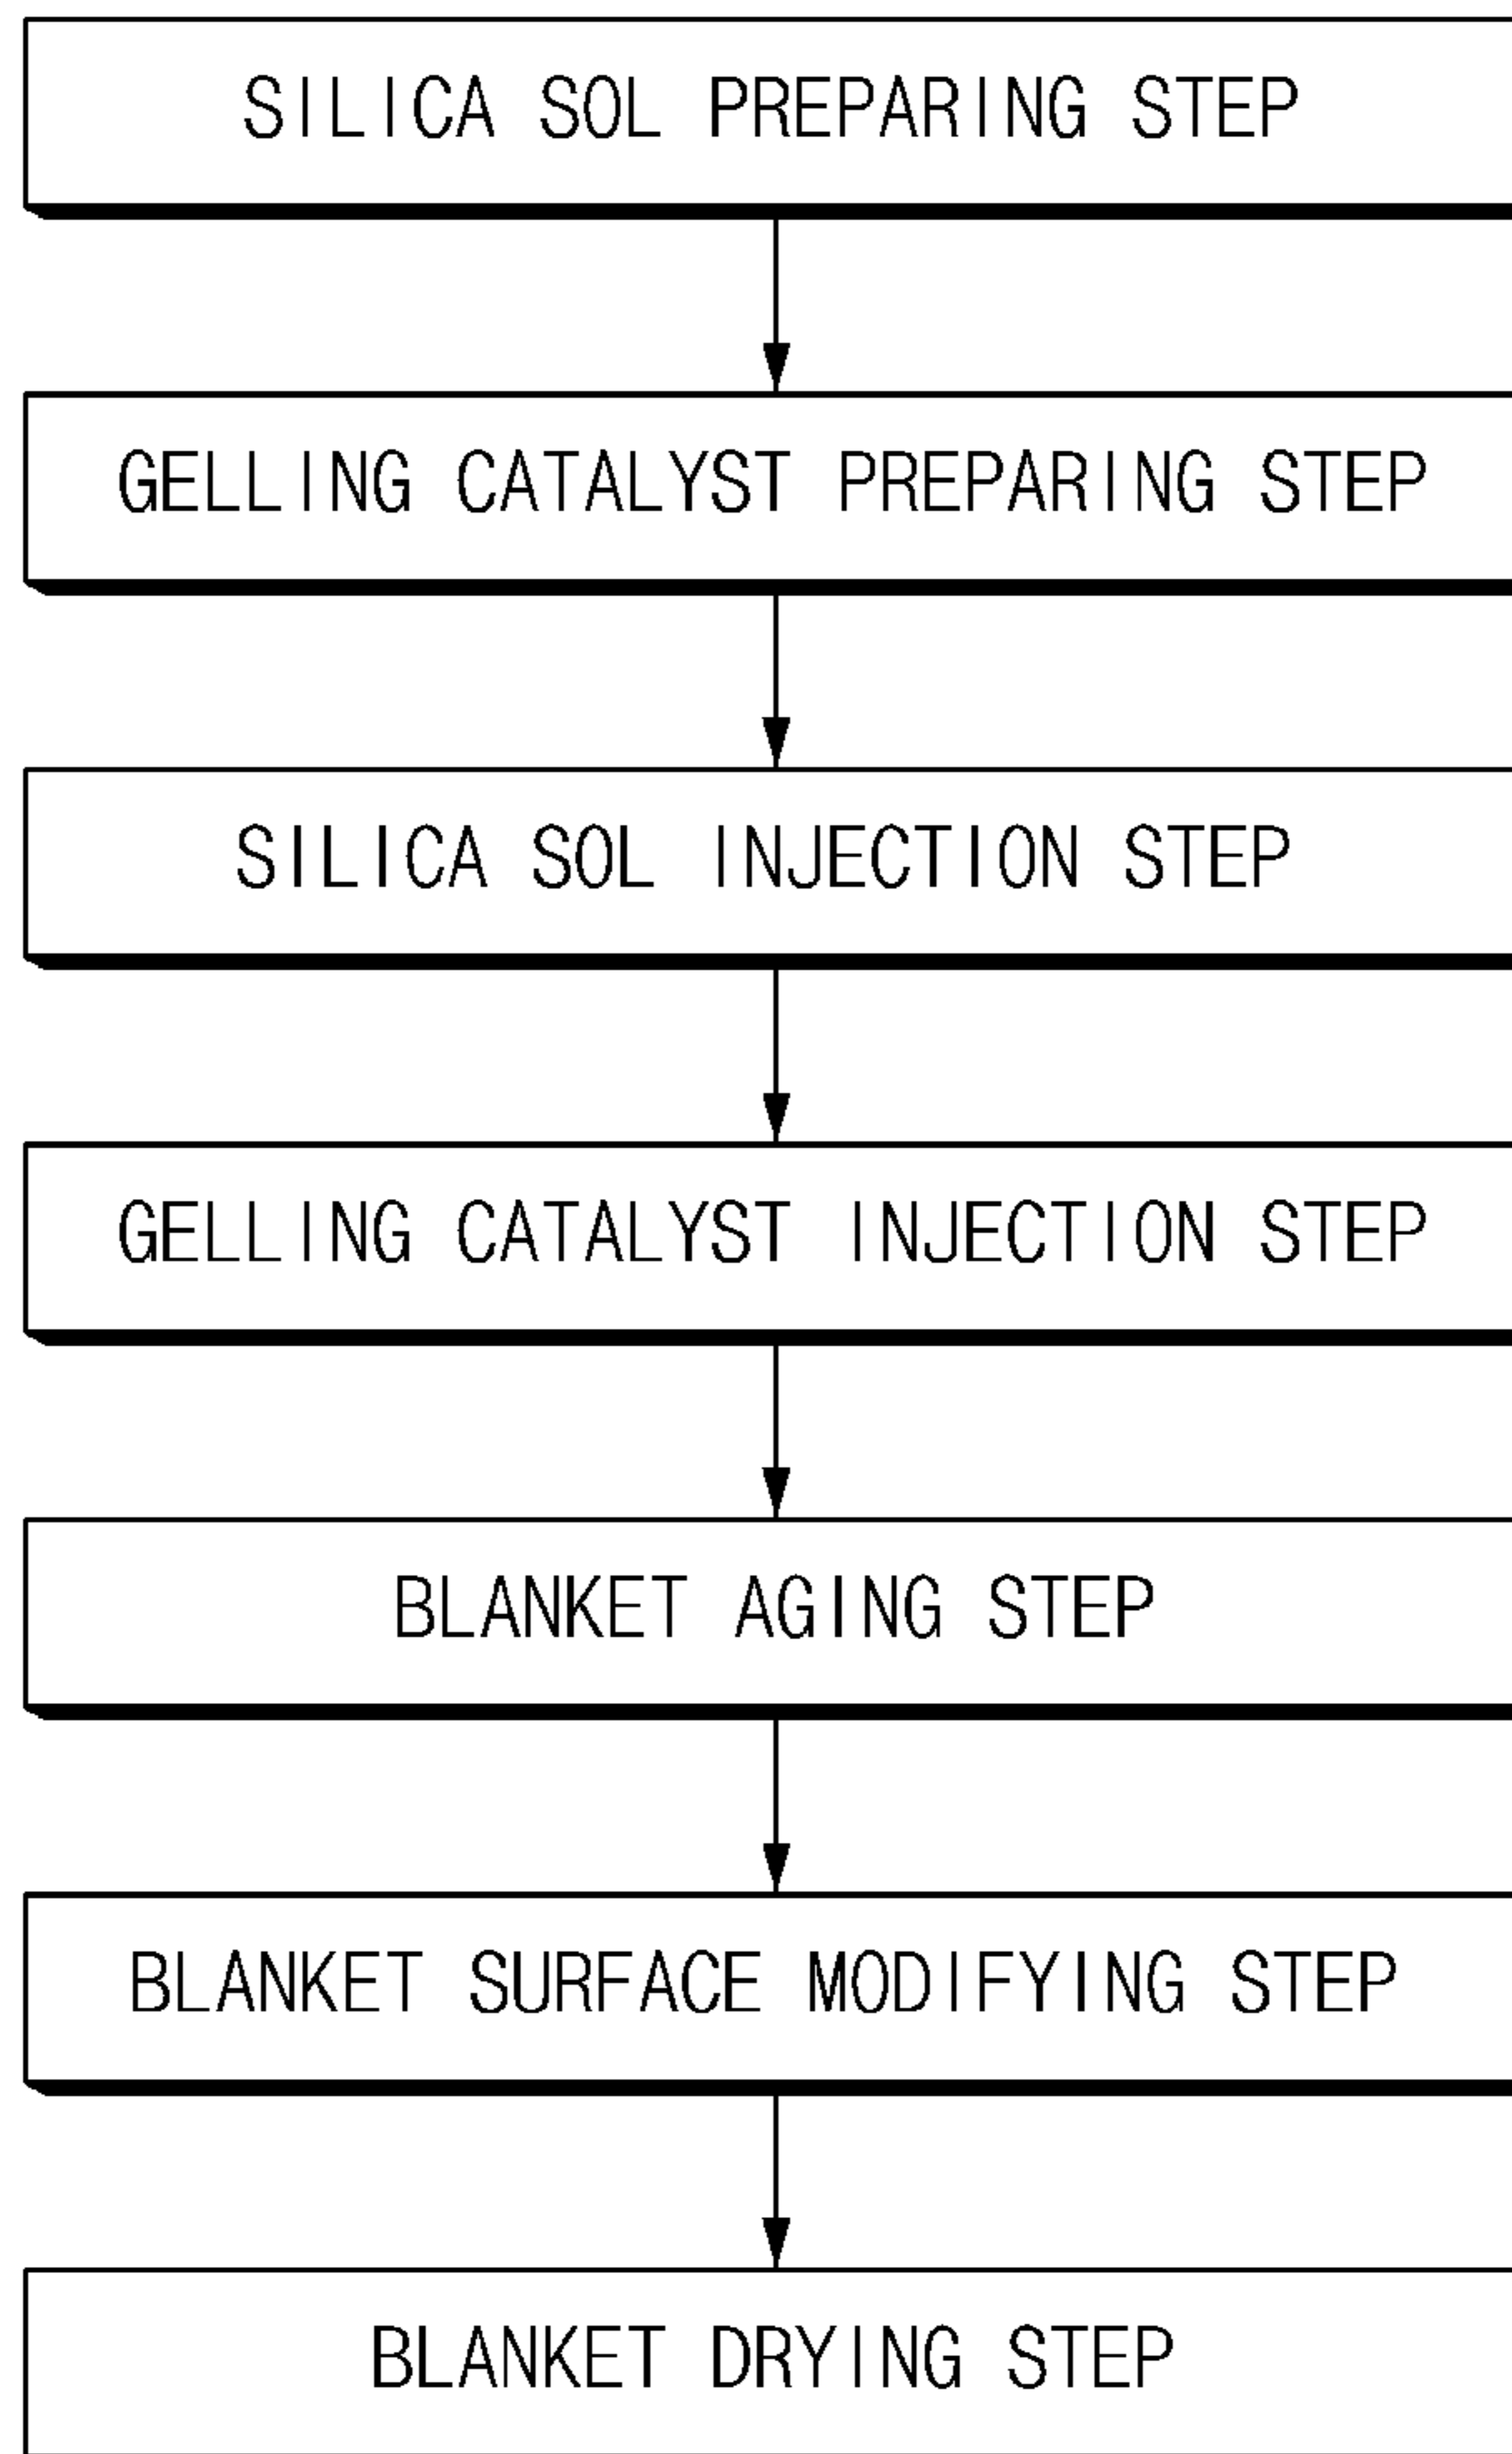 SILICA SOL PREPARING STEP
GELLING CATALYST PREPARING STEP
SILICA SOL INJECTION STEP
GELLING CATALYST INJECTION STEP
BLANKET AGING STEP
BLANKET SURFACE MODIFYING STEP
BLANKET DRYING STEP